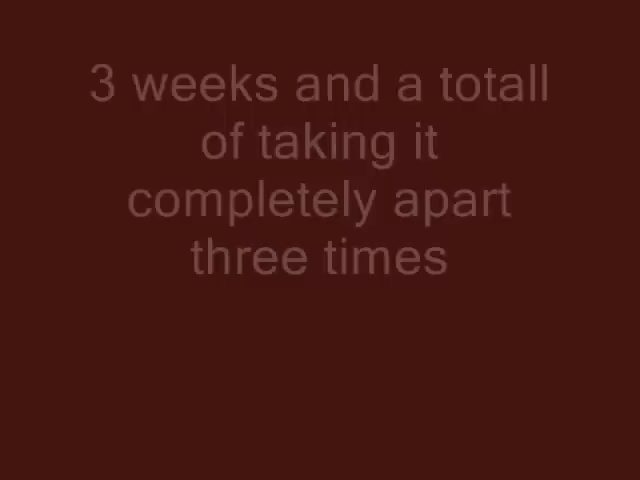 3 weeks and a totall
of taking it
completely apart
three times